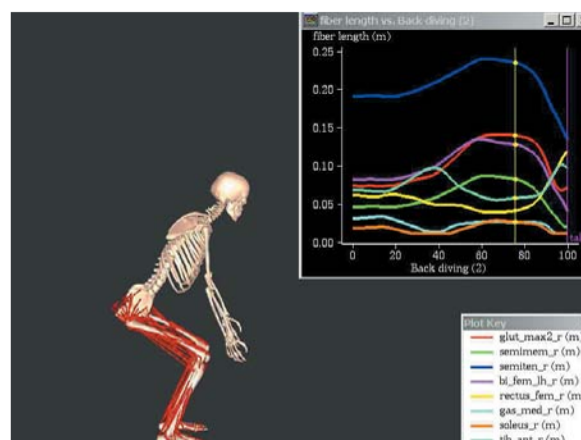 fiber length vs. Back-diving (2)
fiber length (m)
0.25
0.20
0.15
0.10
0.05
0.00
0 20 40 60 80 100
Back diving (2)
Plot Key
glut_max2_r (m
semimem_r (m)
semiten_r (m)
bi_fem_lh_r (m)
rectus_fem_r (m
gas_med_r (m)
soleus_r (m)
tib_ant_r (m)